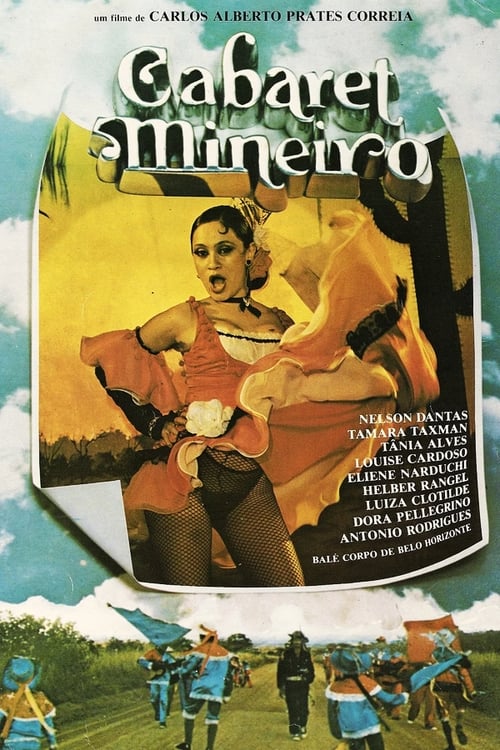 um filme de CARLOS ALBERTO PRATES CORREIA
Cabaret
Mineiro
NELSON DANTAS
TAMARA TAXMAN
TÂNIA ALVES
LOUISE CARDOSO
ELIENE NARDUCHI
HELBER RANGEL
LUIZA CLOTILDE
DORA PELLEGRINO
ANTONIO RODRIGUES
BALÉ CORPO DE BELO HORIZONTE